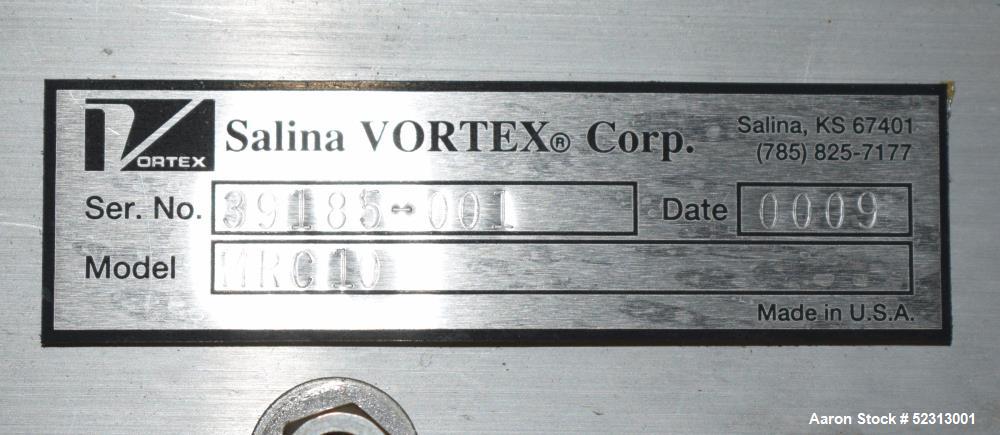 VORTEX
Salina VORTEX® Corp.
Salina, KS 67401
(785) 825-7177
Ser. No. 39185-001
Date 0009
Model MRC10
Made in U.S.A.
Aaron Stock # 52313001